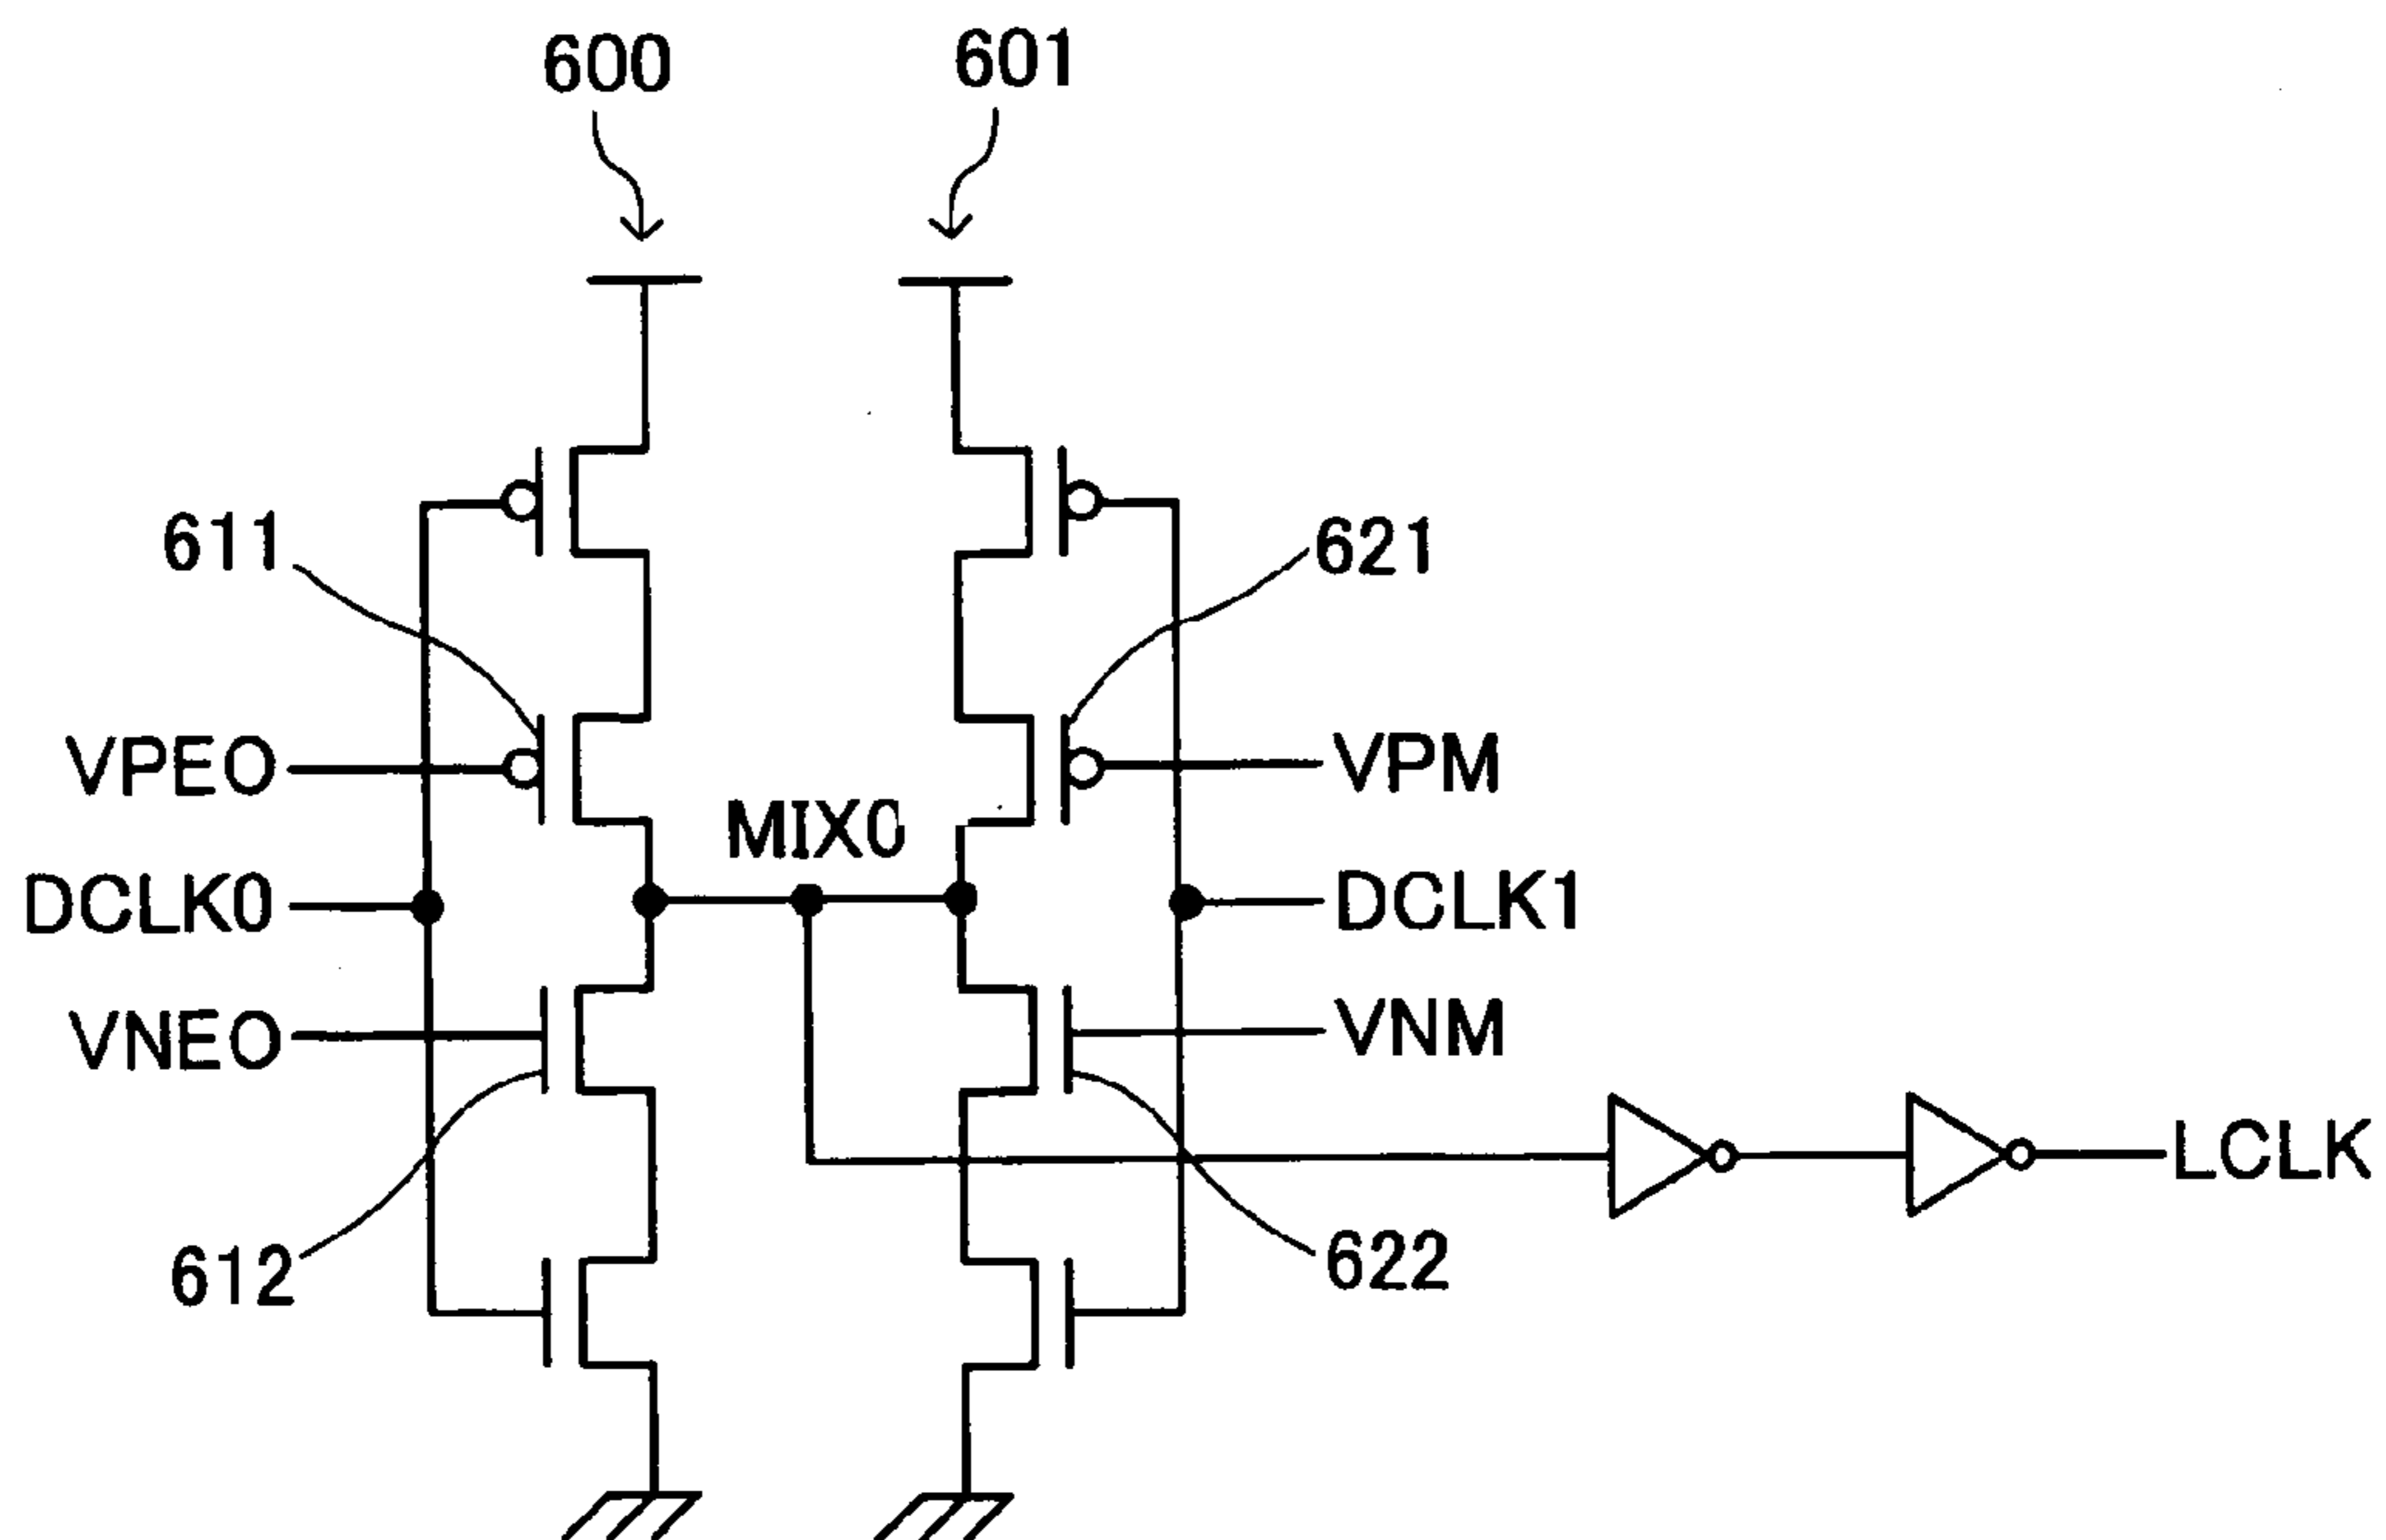 600
601
611
621
VPEO
VPM
MIX0
DCLK0
DCLK1
VNEO
VNM
LCLK
612
622